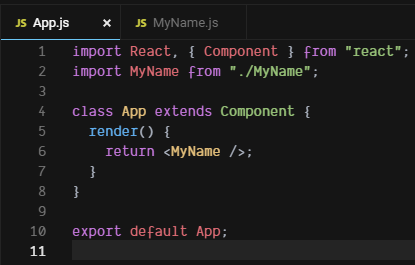 JS App.js × JS MyName.js
1 import React, { Component } from "react";
2 import MyName from "./MyName";
3
4 class App extends Component {
5   render() {
6     return <MyName />;
7   }
8 }
9
10 export default App;
11